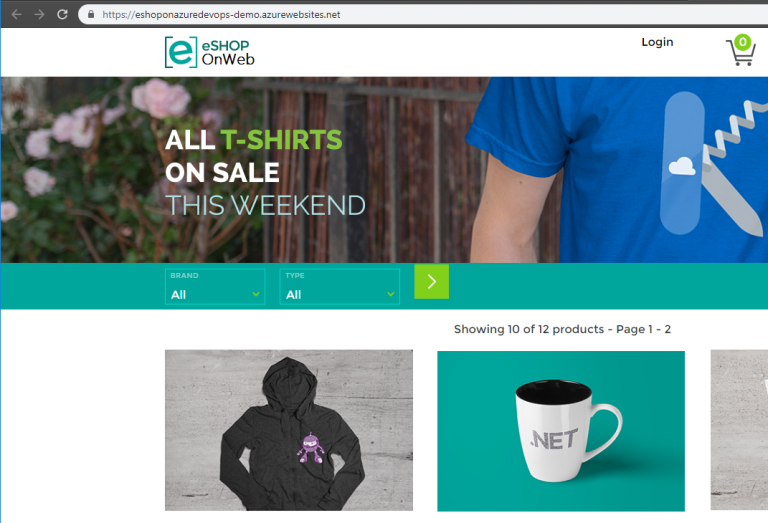 https://eshoponazuredevops-demo.azurewebsites.net
eSHOP
OnWeb
Login
0
ALL T-SHIRTS
ON SALE
THIS WEEKEND
BRAND
TYPE
All
All
Showing 10 of 12 products - Page 1 - 2
.NET